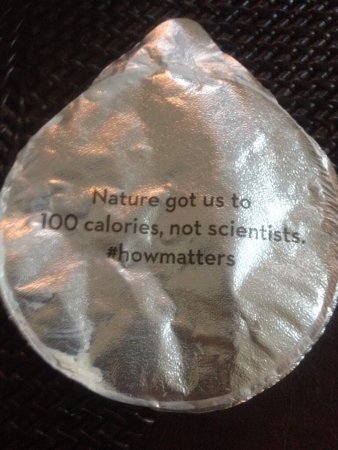 Nature got us to
100 calories, not scientists.
#howmatters